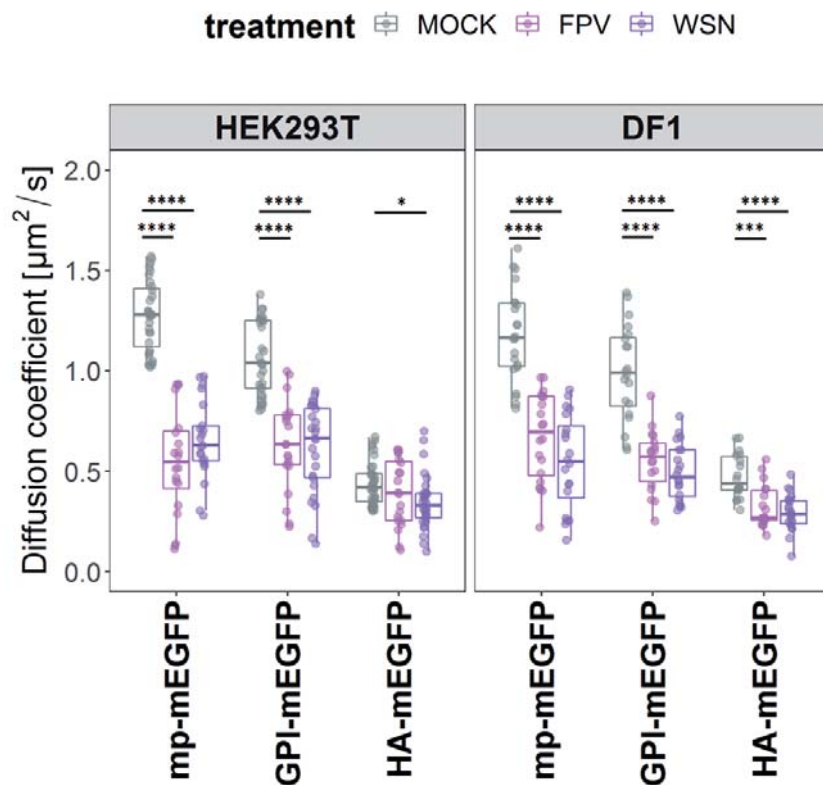 treatment MOCK FPV WSN
HEK293T DF1
Diffusion coefficient [µm²/s]
2.0
1.5
1.0
0.5
0.0
**** **** * **** **** ****
**** **** **** **** ***
mp-mEGFP GPI-mEGFP HA-mEGFP mp-mEGFP GPI-mEGFP HA-mEGFP